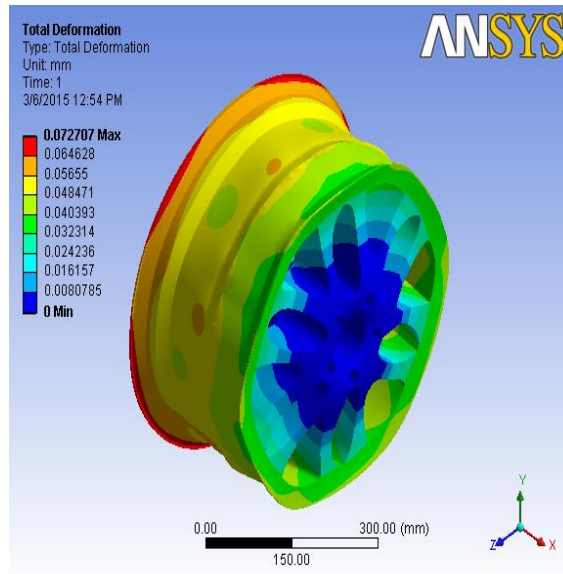 Total Deformation
Type: Total Deformation
Unit: mm
Time: 1
3/6/2015 12:54 PM
ANSYS
0.072707 Max
0.064628
0.05655
0.048471
0.040393
0.032314
0.024236
0.016157
0.0080785
0 Min
0.00 300.00 (mm)
150.00
Y
Z X